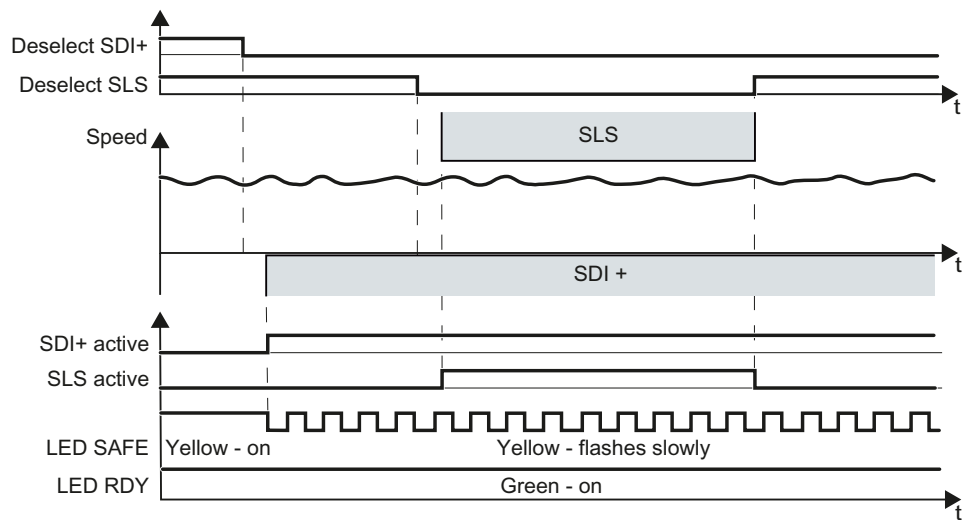 Deselect SDI+
Deselect SLS
t
Speed
SLS
t
SDI +
SDI+ active
SLS active
LED SAFE Yellow - on Yellow - flashes slowly
LED RDY Green - on
t